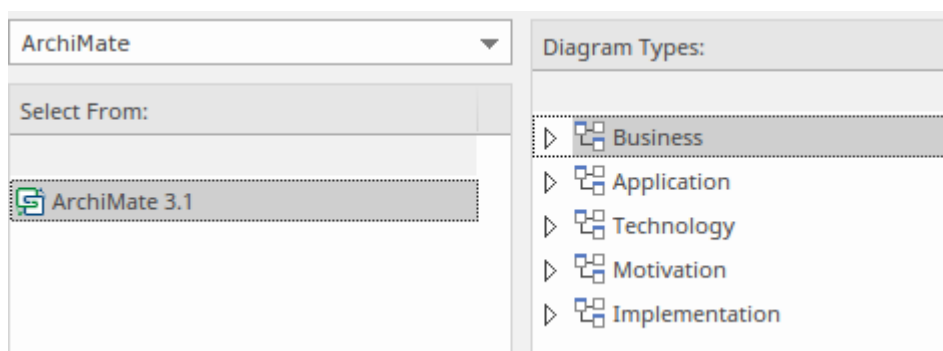 ArchiMate
Select From:
ArchiMate 3.1
Diagram Types:
Business
Application
Technology
Motivation
Implementation